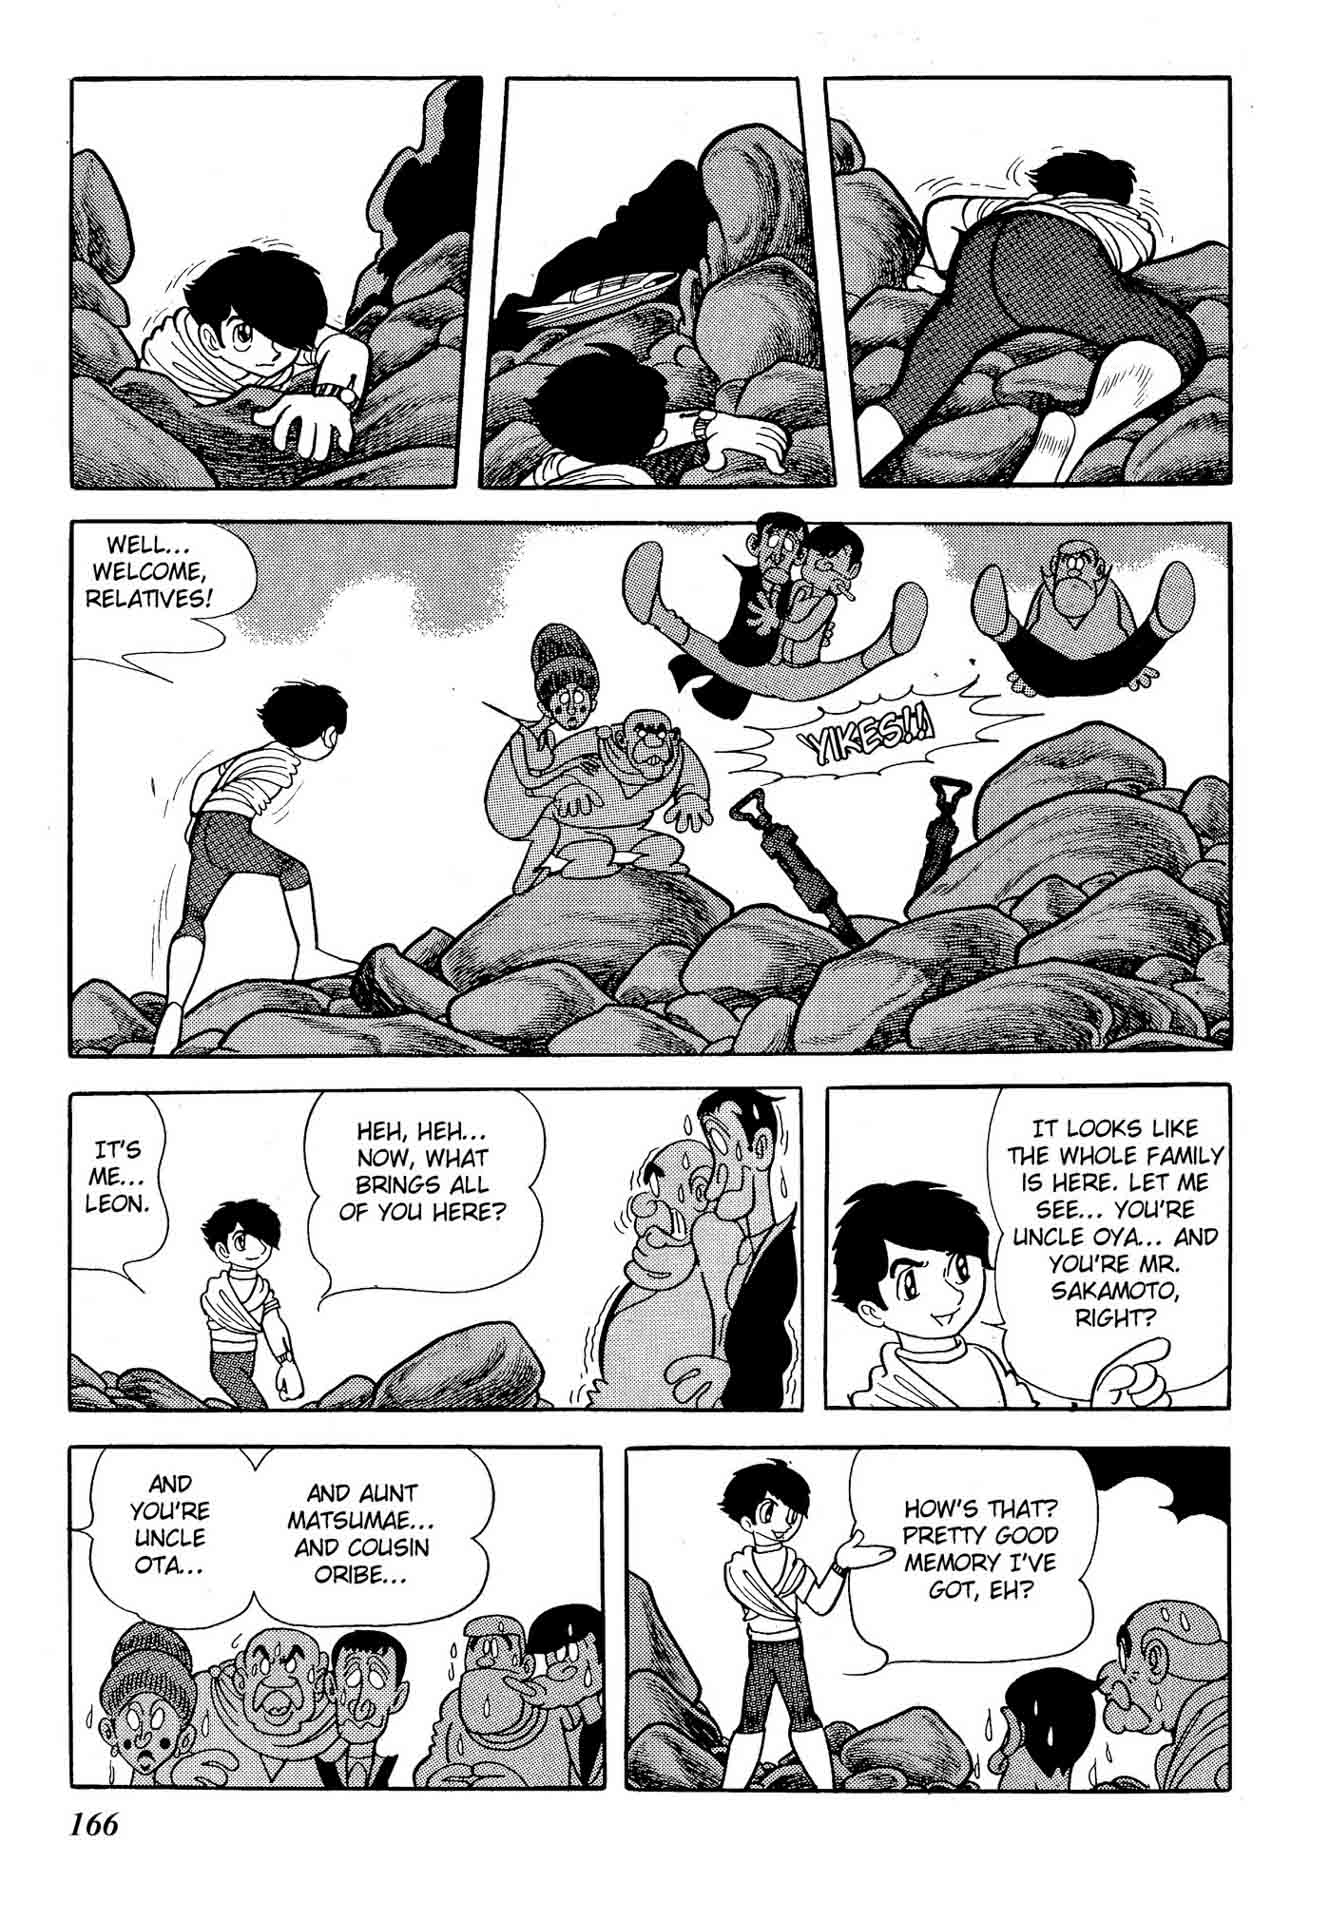 WELL...
WELCOME,
RELATIVES!
YIKES!!
IT'S
ME...
LEON.
HEH, HEH...
NOW, WHAT
BRINGS ALL
OF YOU HERE?
IT LOOKS LIKE
THE WHOLE FAMILY
IS HERE. LET ME
SEE... YOU'RE
UNCLE OYA... AND
YOU'RE MR.
SAKAMOTO,
RIGHT?
AND
YOU'RE
UNCLE
OTA...
AND AUNT
MATSUMAE...
AND COUSIN
ORIBE...
HOW'S THAT?
PRETTY GOOD
MEMORY I'VE
GOT, EH?
166